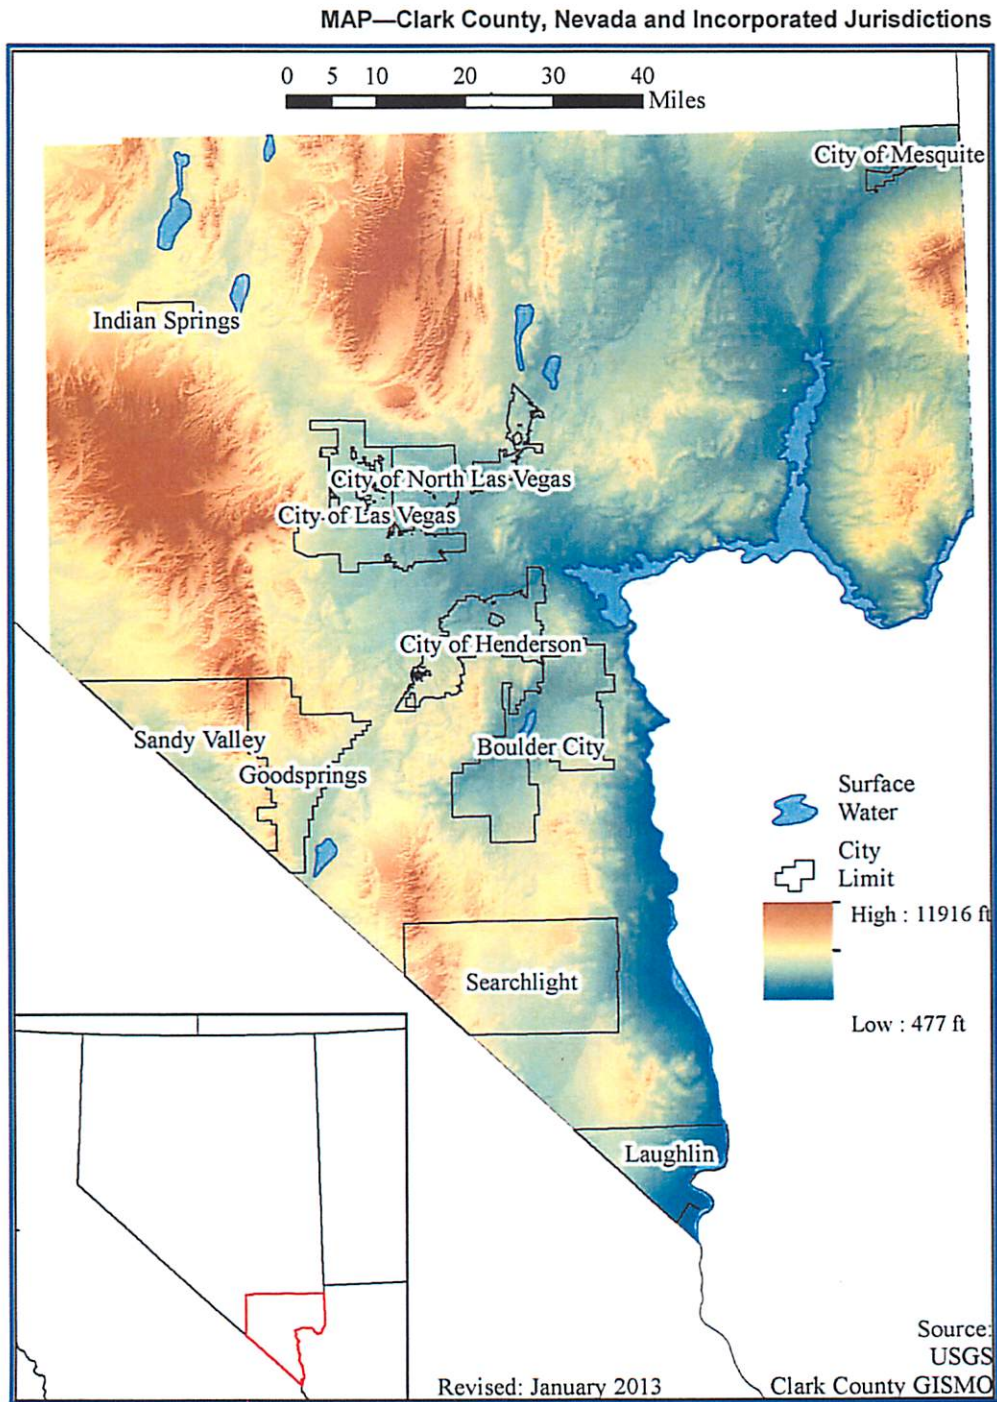 MAP—Clark County, Nevada and Incorporated Jurisdictions
0 5 10 20 30 40
Miles
City of Mesquite
Indian Springs
City of North Las Vegas
City of Las Vegas
City of Henderson
Sandy Valley
Goodsprings
Boulder City
Surface
Water
City
Limit
High : 11916 ft
Searchlight
Low : 477 ft
Laughlin
Source:
USGS
Revised: January 2013
Clark County GISMO